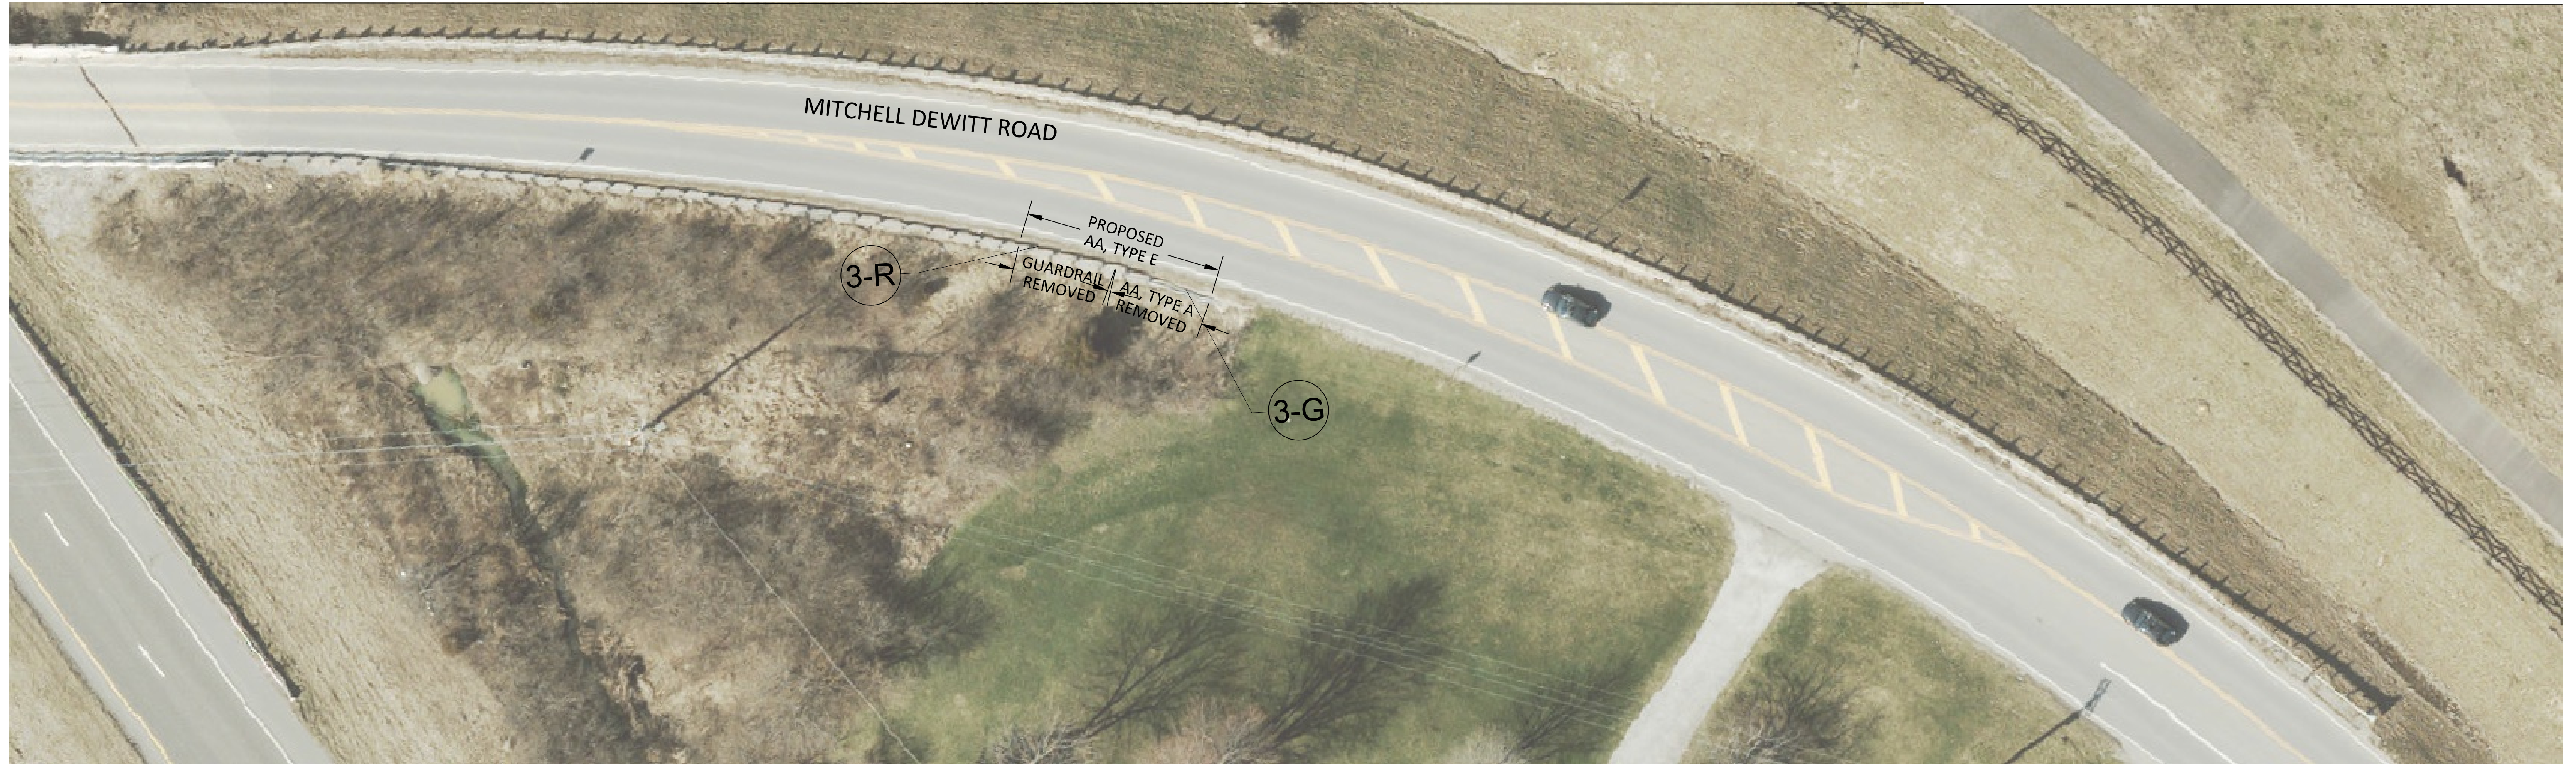 MITCHELL DEWITT ROAD
PROPOSED
AA, TYPE E
3-R
GUARDRAIL
REMOVED
AA, TYPE A
REMOVED
3-G